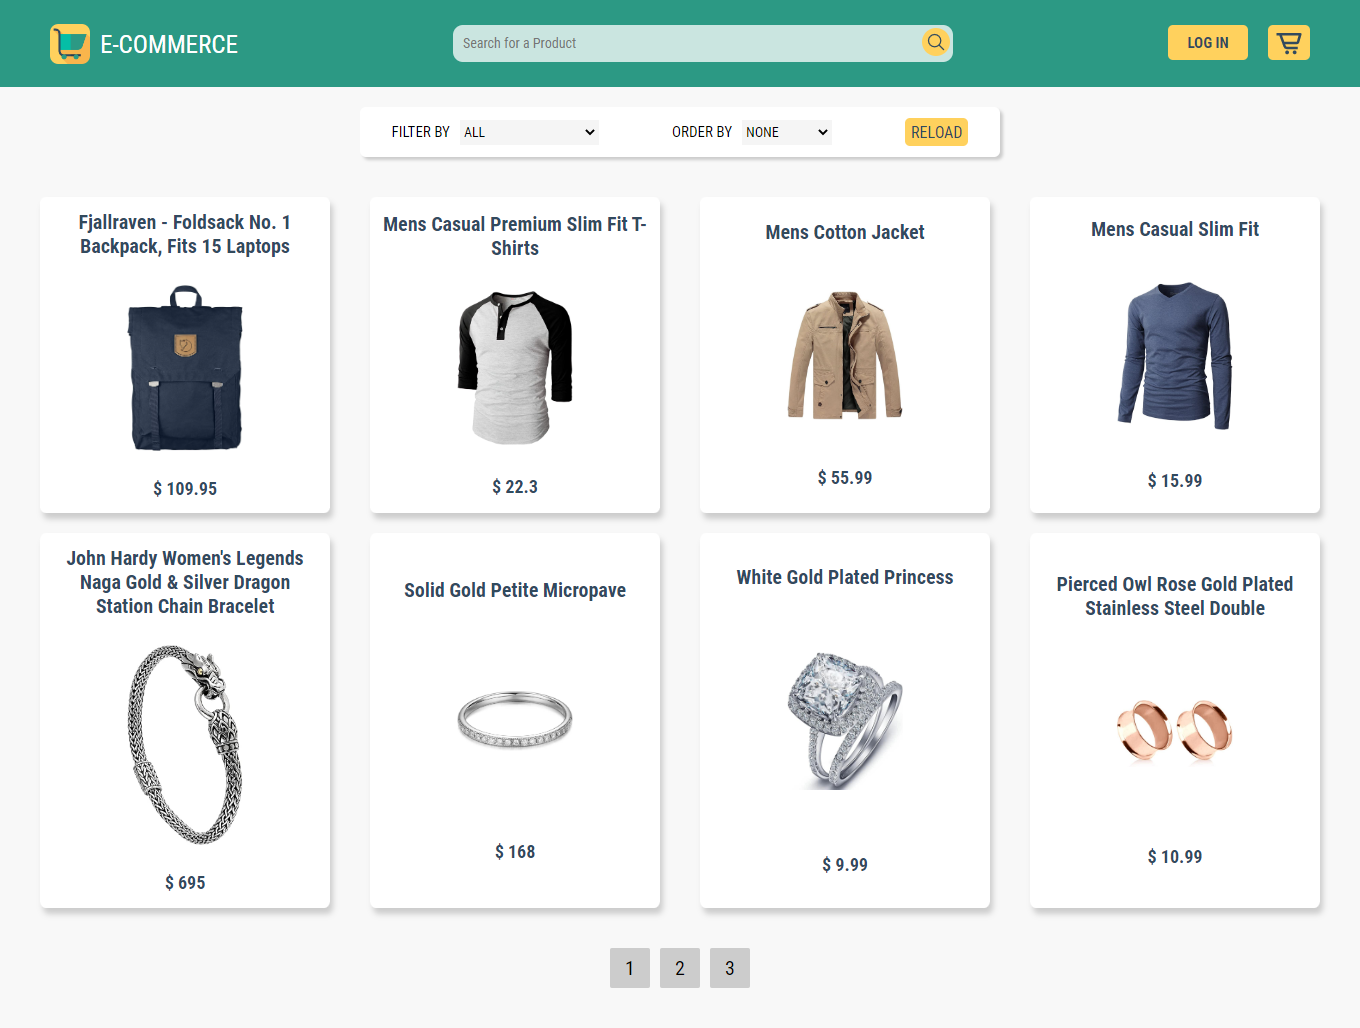 E-COMMERCE
Search for a Product
LOG IN
FILTER BY ALL
ORDER BY NONE
RELOAD
Fjallraven - Foldsack No. 1
Backpack, Fits 15 Laptops
$ 109.95
Mens Casual Premium Slim Fit T-
Shirts
$ 22.3
Mens Cotton Jacket
$ 55.99
Mens Casual Slim Fit
$ 15.99
John Hardy Women's Legends
Naga Gold & Silver Dragon
Station Chain Bracelet
$ 695
Solid Gold Petite Micropave
$ 168
White Gold Plated Princess
$ 9.99
Pierced Owl Rose Gold Plated
Stainless Steel Double
$ 10.99
1
2
3